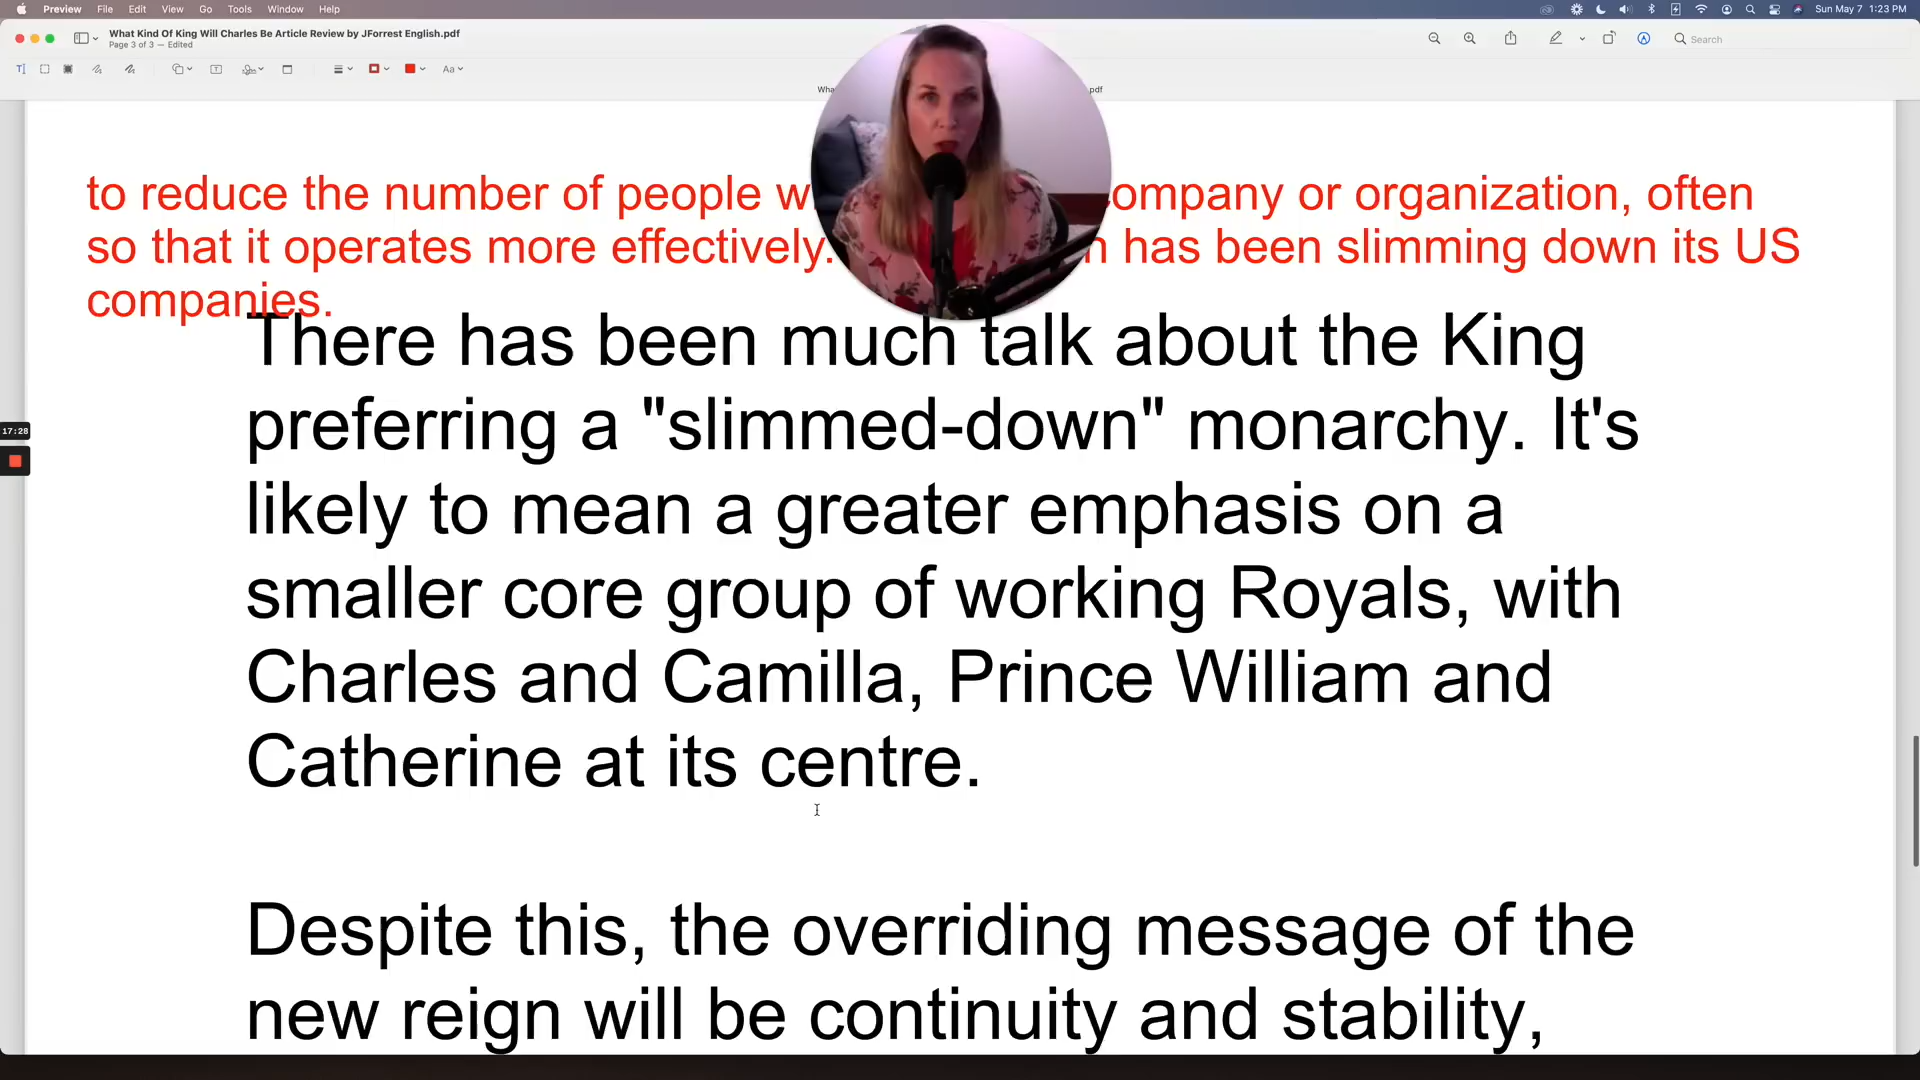 Preview File Edit View Go Tools Window Help
Sun May 7 1:23 PM
What Kind Of King Will Charles Be Article Review by JForrest English.pdf
Page 3 of 3 — Edited
Search
Aa
.pdf
to reduce the number of people ompany or organization, often
so that it operates more effectively. has been slimming down its US
companies.
There has been much talk about the King
preferring a "slimmed-down" monarchy. It's
17:28
likely to mean a greater emphasis on a
smaller core group of working Royals, with
Charles and Camilla, Prince William and
Catherine at its centre.
Despite this, the overriding message of the
new reign will be continuity and stability,